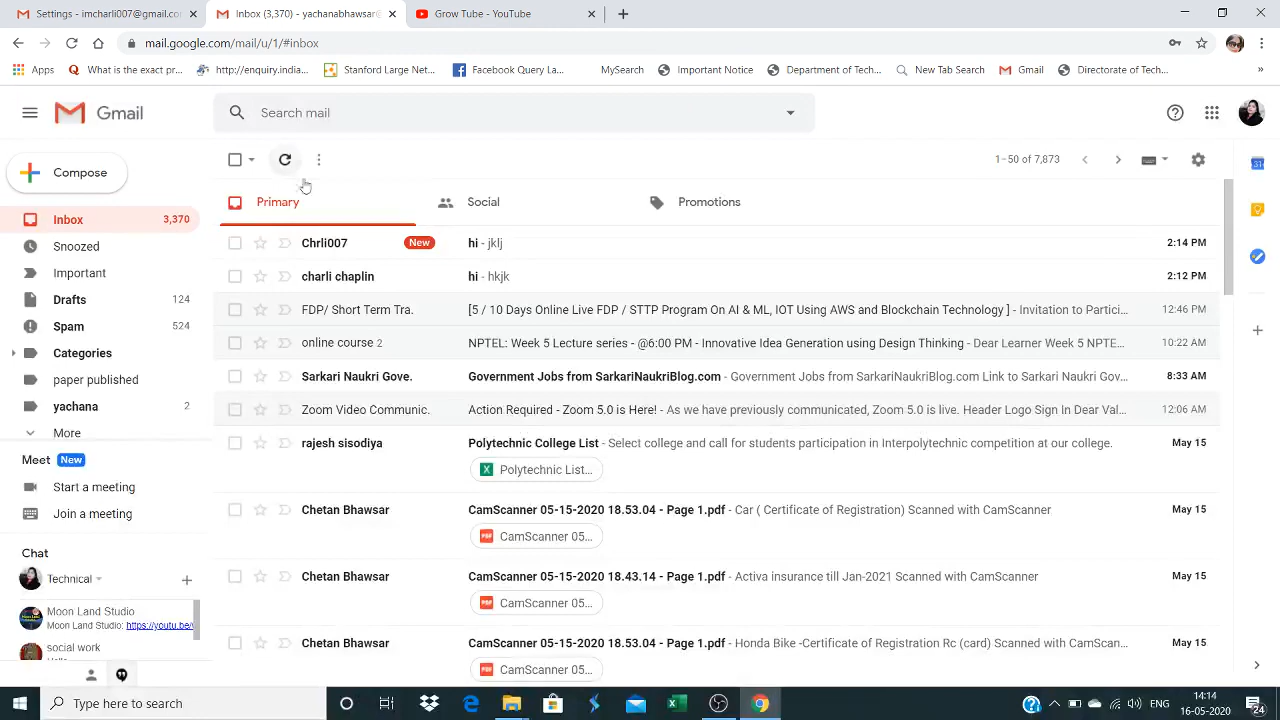 Settings - imcharli007@gmail.co
Inbox (3,370) - yachanabhawsari
Grow Tube - YouTube
mail.google.com/mail/u/1/#inbox
Apps
What is the exact pr...
http://enquiry.india...
Stanford Large Net...
Facebook Query La...
MySearch
Important Notice
Department of Tech...
New Tab Search
Gmail
Directorate of Tech...
»
Gmail
Search mail
Compose
1–50 of 7,873
Inbox 3,370
Snoozed
Important
Drafts 124
Spam 524
Categories
paper published
yachana 2
More
Meet New
Start a meeting
Join a meeting
Chat
Technical
Moon Land Studio
Moon Land Studio: https://youtu.be/
social work
Primary
Social
Promotions
Chrli007 New hi - jklj 2:14 PM
charli chaplin hi - hkjk 2:12 PM
FDP/ Short Term Tra. [5 / 10 Days Online Live FDP / STTP Program On AI & ML, IOT Using AWS and Blockchain Technology ] - Invitation to Partici... 12:46 PM
online course 2 NPTEL: Week 5 Lecture series - @6:00 PM - Innovative Idea Generation using Design Thinking - Dear Learner Week 5 NPTE... 10:22 AM
Sarkari Naukri Gove. Government Jobs from SarkariNaukriBlog.com - Government Jobs from SarkariNaukriBlog.com Link to Sarkari Naukri Gov... 8:33 AM
Zoom Video Communic. Action Required - Zoom 5.0 is Here! - As we have previously communicated, Zoom 5.0 is live. Header Logo Sign In Dear Val... 12:06 AM
rajesh sisodiya Polytechnic College List - Select college and call for students participation in Interpolytechnic competition at our college. May 15
Polytechnic List...
Chetan Bhawsar CamScanner 05-15-2020 18.53.04 - Page 1.pdf - Car ( Certificate of Registration) Scanned with CamScanner May 15
CamScanner 05...
Chetan Bhawsar CamScanner 05-15-2020 18.43.14 - Page 1.pdf - Activa insurance till Jan-2021 Scanned with CamScanner May 15
CamScanner 05...
Chetan Bhawsar CamScanner 05-15-2020 18.53.04 - Page 1.pdf - Honda Bike -Certificate of Registration Rc (card) Scanned with CamScan... May 15
CamScanner 05...
Type here to search
ENG
14:14
16-05-2020
24